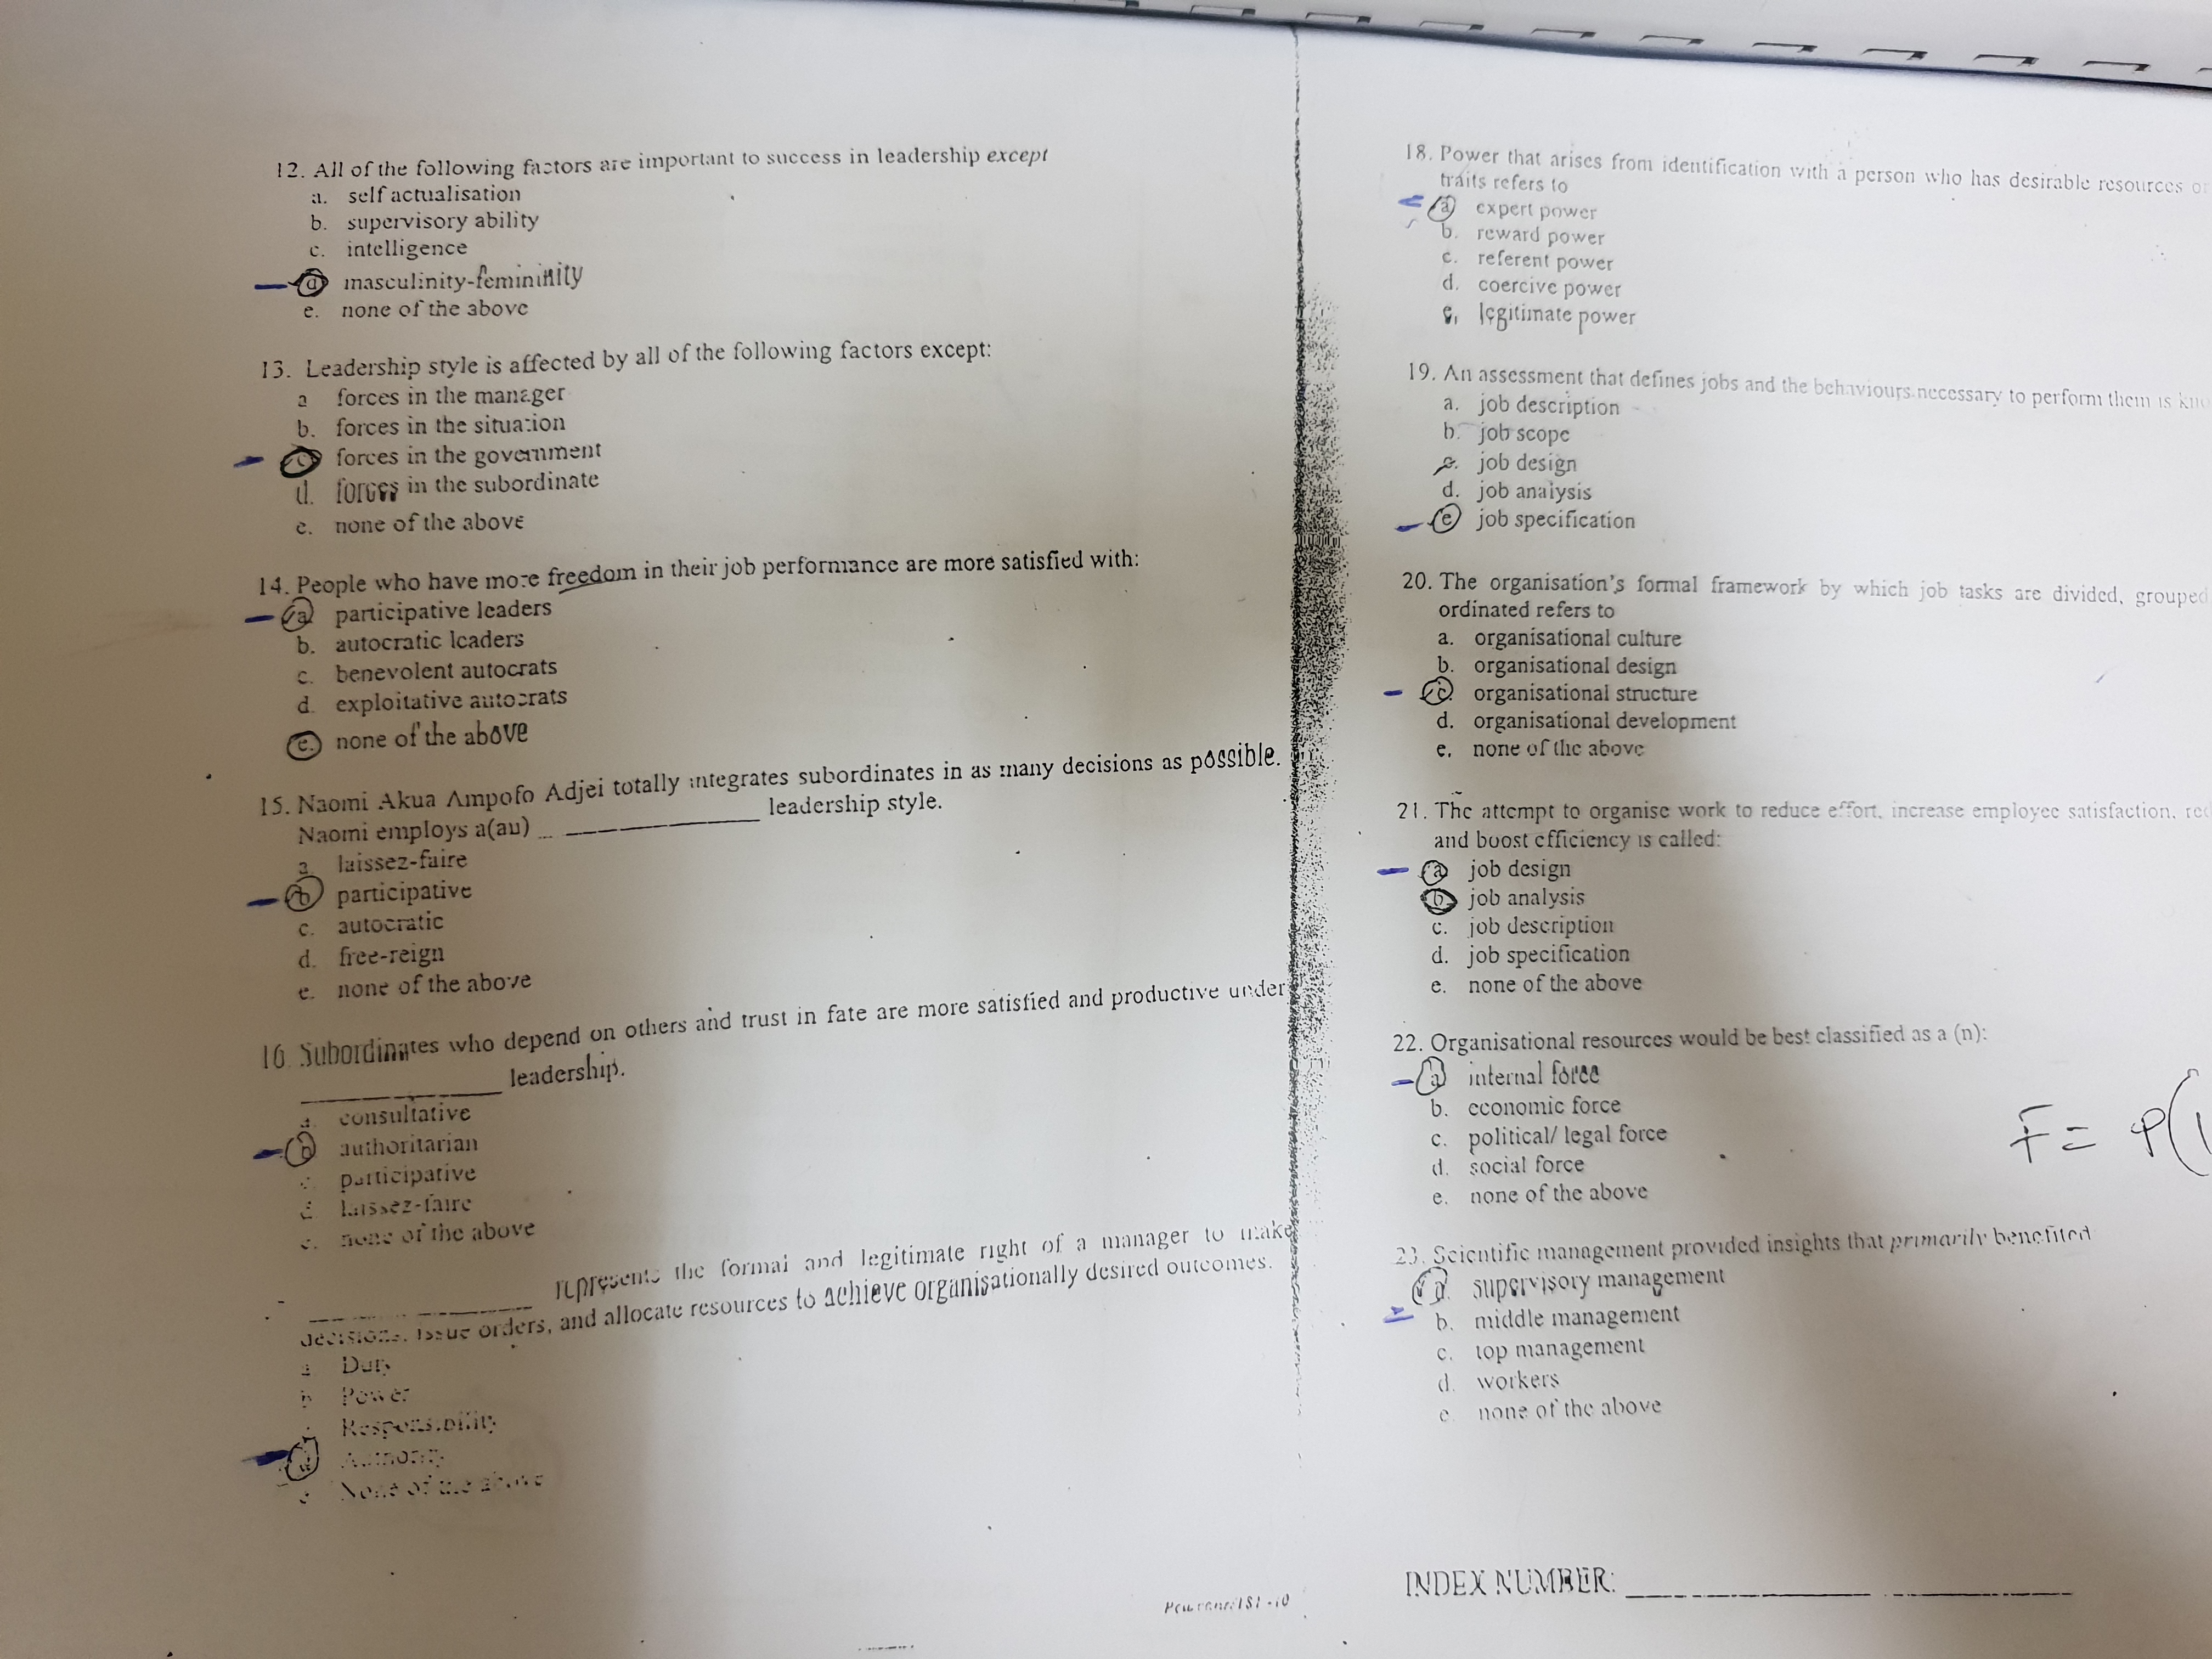 12. All of the following factors are important to success in leadership except
a. self actualisation
b. supervisory ability
c. intelligence
d masculinity-femininity
e. none of the above
13. Leadership style is affected by all of the following factors except:
a forces in the manager
b. forces in the situation
c forces in the government
d. forces in the subordinate
e. none of the above
14. People who have more freedom in their job performance are more satisfied with:
a participative leaders
b. autocratic leaders
c. benevolent autocrats
d. exploitative autocrats
e. none of the above
15. Naomi Akua Ampofo Adjei totally integrates subordinates in as many decisions as possible.
Naomi employs a(au) ____________ leadership style.
a. laissez-faire
b participative
c. autocratic
d. free-reign
e. none of the above
16. Subordinates who depend on others and trust in fate are more satisfied and productive under
____________ leadership.
a. consultative
b authoritarian
c. participative
d. laissez-faire
e. none of the above
____________ represents the formal and legitimate right of a manager to make
decisions, issue orders, and allocate resources to achieve organisationally desired outcomes.
a Duty
b Power
Responsibility
d Authority
e None of the above
18. Power that arises from identification with a person who has desirable resources or
traits refers to
a expert power
b. reward power
c. referent power
d. coercive power
e. legitimate power
19. An assessment that defines jobs and the behaviours necessary to perform them is
a. job description
b. job scope
c. job design
d. job analysis
e job specification
20. The organisation's formal framework by which job tasks are divided, grouped
ordinated refers to
a. organisational culture
b. organisational design
c. organisational structure
d. organisational development
e. none of the above
21. The attempt to organise work to reduce effort, increase employee satisfaction,
and boost efficiency is called:
a job design
b job analysis
c. job description
d. job specification
e. none of the above
22. Organisational resources would be best classified as a (n):
a internal force
b. economic force
c. political/ legal force
d. social force
e. none of the above
F = P(
23. Scientific management provided insights that primarily benefited
a. supervisory management
b. middle management
c. top management
d. workers
e none of the above
INDEX NUMBER: ____________